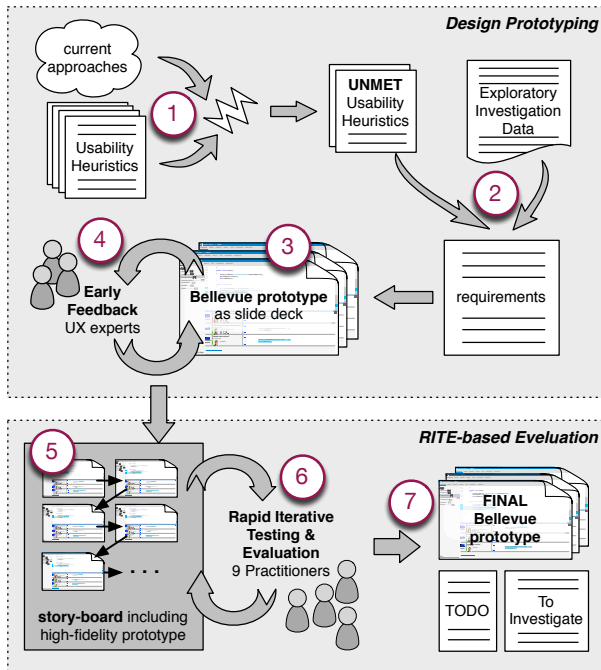 Design Prototyping
current
approaches
1
Usability
Heuristics
UNMET
Usability
Heuristics
Exploratory
Investigation
Data
2
requirements
3
Bellevue prototype
as slide deck
4
Early
Feedback
UX experts
RITE-based Eveluation
5
story-board including
high-fidelity prototype
. . .
6
Rapid Iterative
Testing &
Evaluation
9 Practitioners
7
FINAL
Bellevue
prototype
TODO
To
Investigate